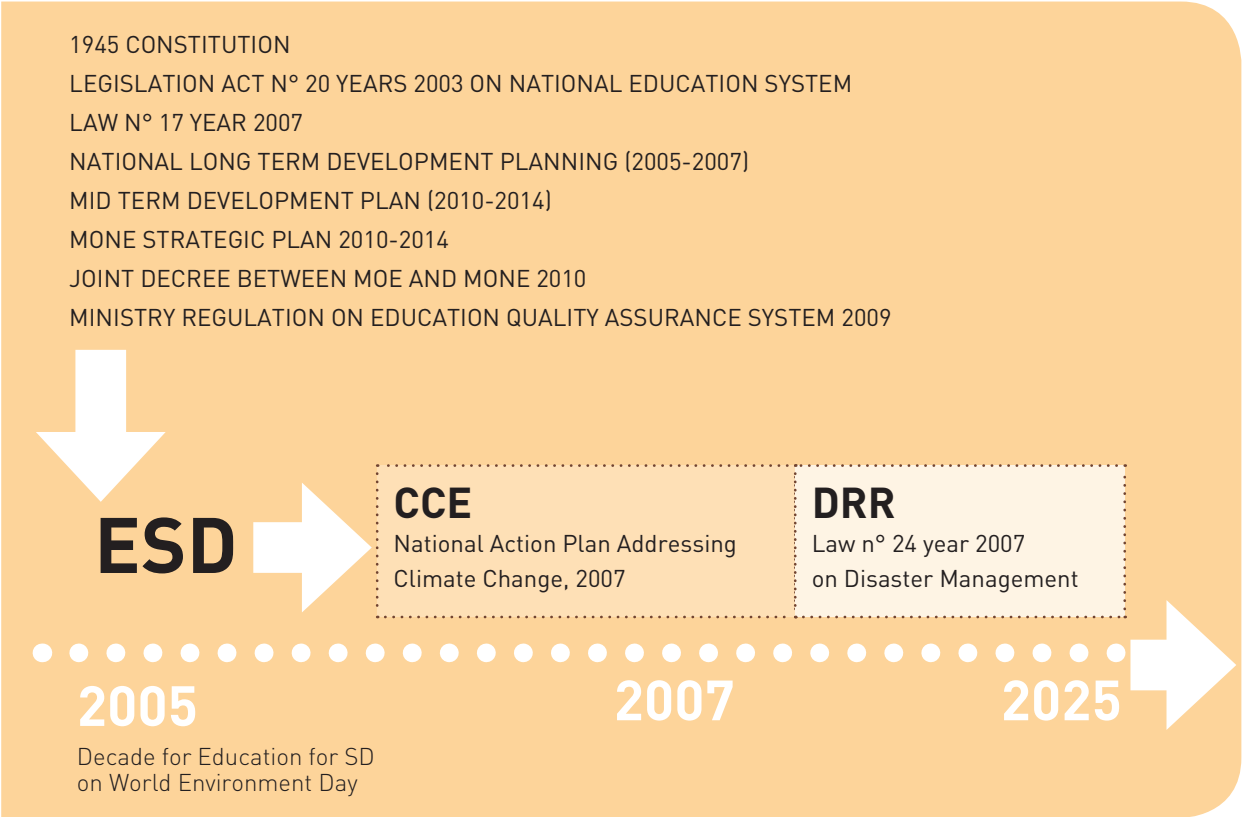 1945 CONSTITUTION
LEGISLATION ACT N° 20 YEARS 2003 ON NATIONAL EDUCATION SYSTEM
LAW N° 17 YEAR 2007
NATIONAL LONG TERM DEVELOPMENT PLANNING (2005-2007)
MID TERM DEVELOPMENT PLAN (2010-2014)
MONE STRATEGIC PLAN 2010-2014
JOINT DECREE BETWEEN MOE AND MONE 2010
MINISTRY REGULATION ON EDUCATION QUALITY ASSURANCE SYSTEM 2009
ESD
CCE
National Action Plan Addressing
Climate Change, 2007
DRR
Law n° 24 year 2007
on Disaster Management
2005
2007
2025
Decade for Education for SD
on World Environment Day